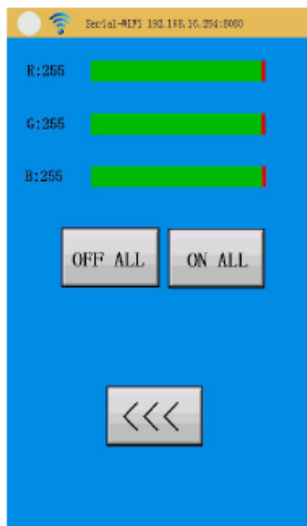 Serial-WIFI 192.168.16.254:8080
R:255
G:255
B:255
OFF ALL ON ALL
<<<